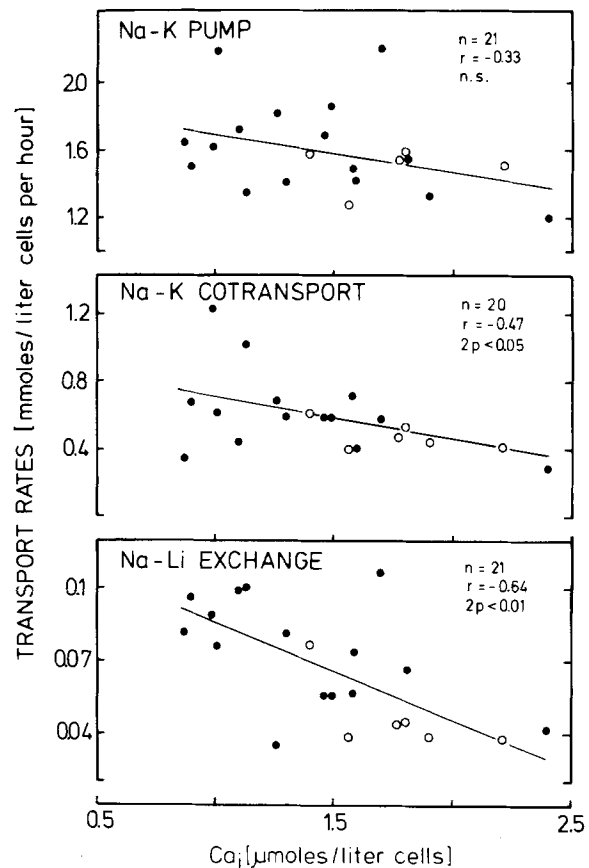 Na-K PUMP
n = 21
r = -0.33
n.s.
2.0
1.6
1.2
Na-K COTRANSPORT
n = 20
r = -0.47
2p < 0.05
1.2
0.8
0.4
Na-Li EXCHANGE
n = 21
r = -0.64
2p < 0.01
0.1
0.07
0.04
TRANSPORT RATES [mmoles/liter cells per hour]
0.5
1.5
2.5
Cai[µmoles/liter cells]